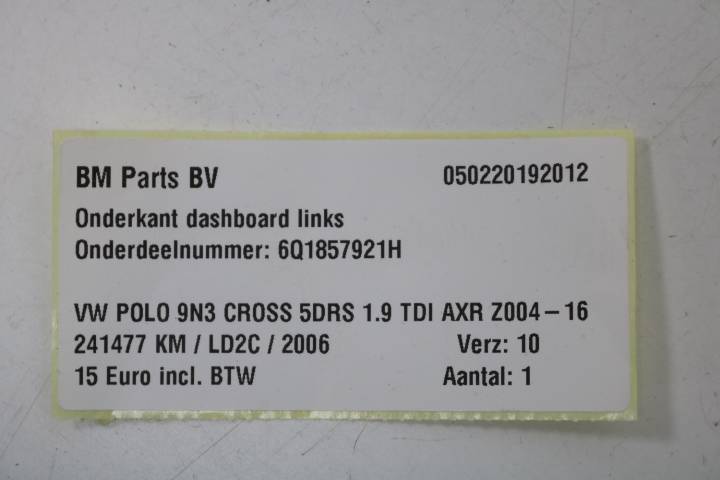 BM Parts BV 050220192012
Onderkant dashboard links
Onderdeelnummer: 6Q1857921H
VW POLO 9N3 CROSS 5DRS 1.9 TDI AXR Z004-16
241477 KM / LD2C / 2006 Verz: 10
15 Euro incl. BTW Aantal: 1